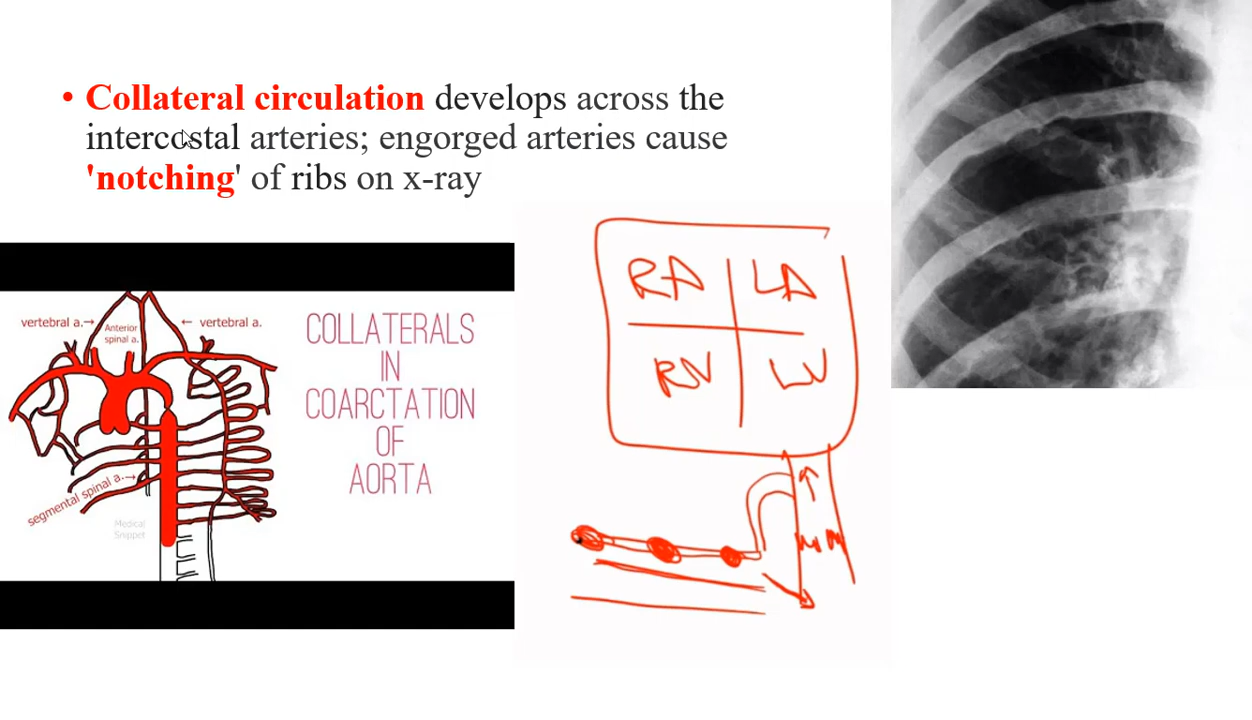 • Collateral circulation develops across the
intercostal arteries; engorged arteries cause
'notching' of ribs on x-ray
vertebral a.→
Anterior
spinal a.
← vertebral a.
segmental spinal a.→
Medical
Snippet
COLLATERALS
IN
COARCTATION
OF
AORTA
RA LA
RV LV